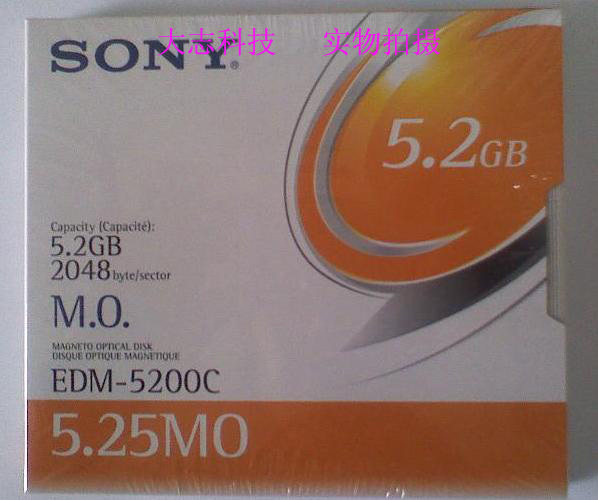 SONY®
大志科技 实物拍摄
5.2GB
Capacity (Capacité):
5.2GB
2048 byte/sector
M.O.
MAGNETO OPTICAL DISK
DISQUE OPTIQUE MAGNETIQUE
EDM-5200C
5.25MO